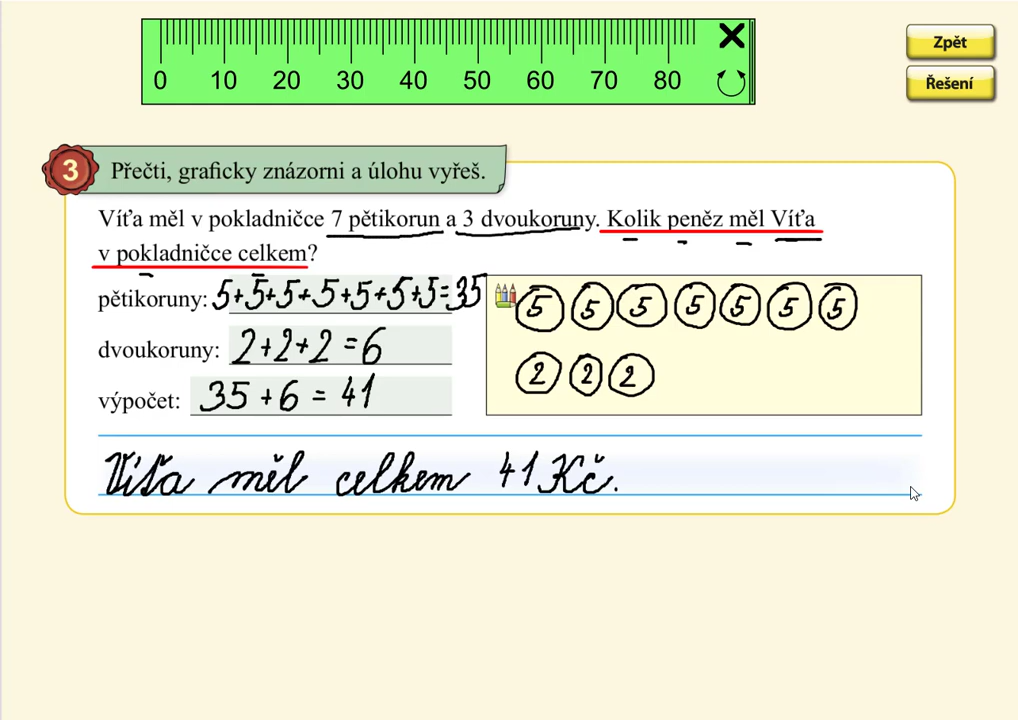 0 10 20 30 40 50 60 70 80
Zpět
Řešení
3 Přečti, graficky znázorni a úlohu vyřeš.
Víťa měl v pokladničce 7 pětikorun a 3 dvoukoruny. Kolik peněz měl Víťa
v pokladničce celkem?
pětikoruny: 5+5+5+5+5+5+5=35
5 5 5 5 5 5 5
dvoukoruny: 2+2+2=6
2 2 2
výpočet: 35+6=41
Víťa měl celkem 41 Kč.